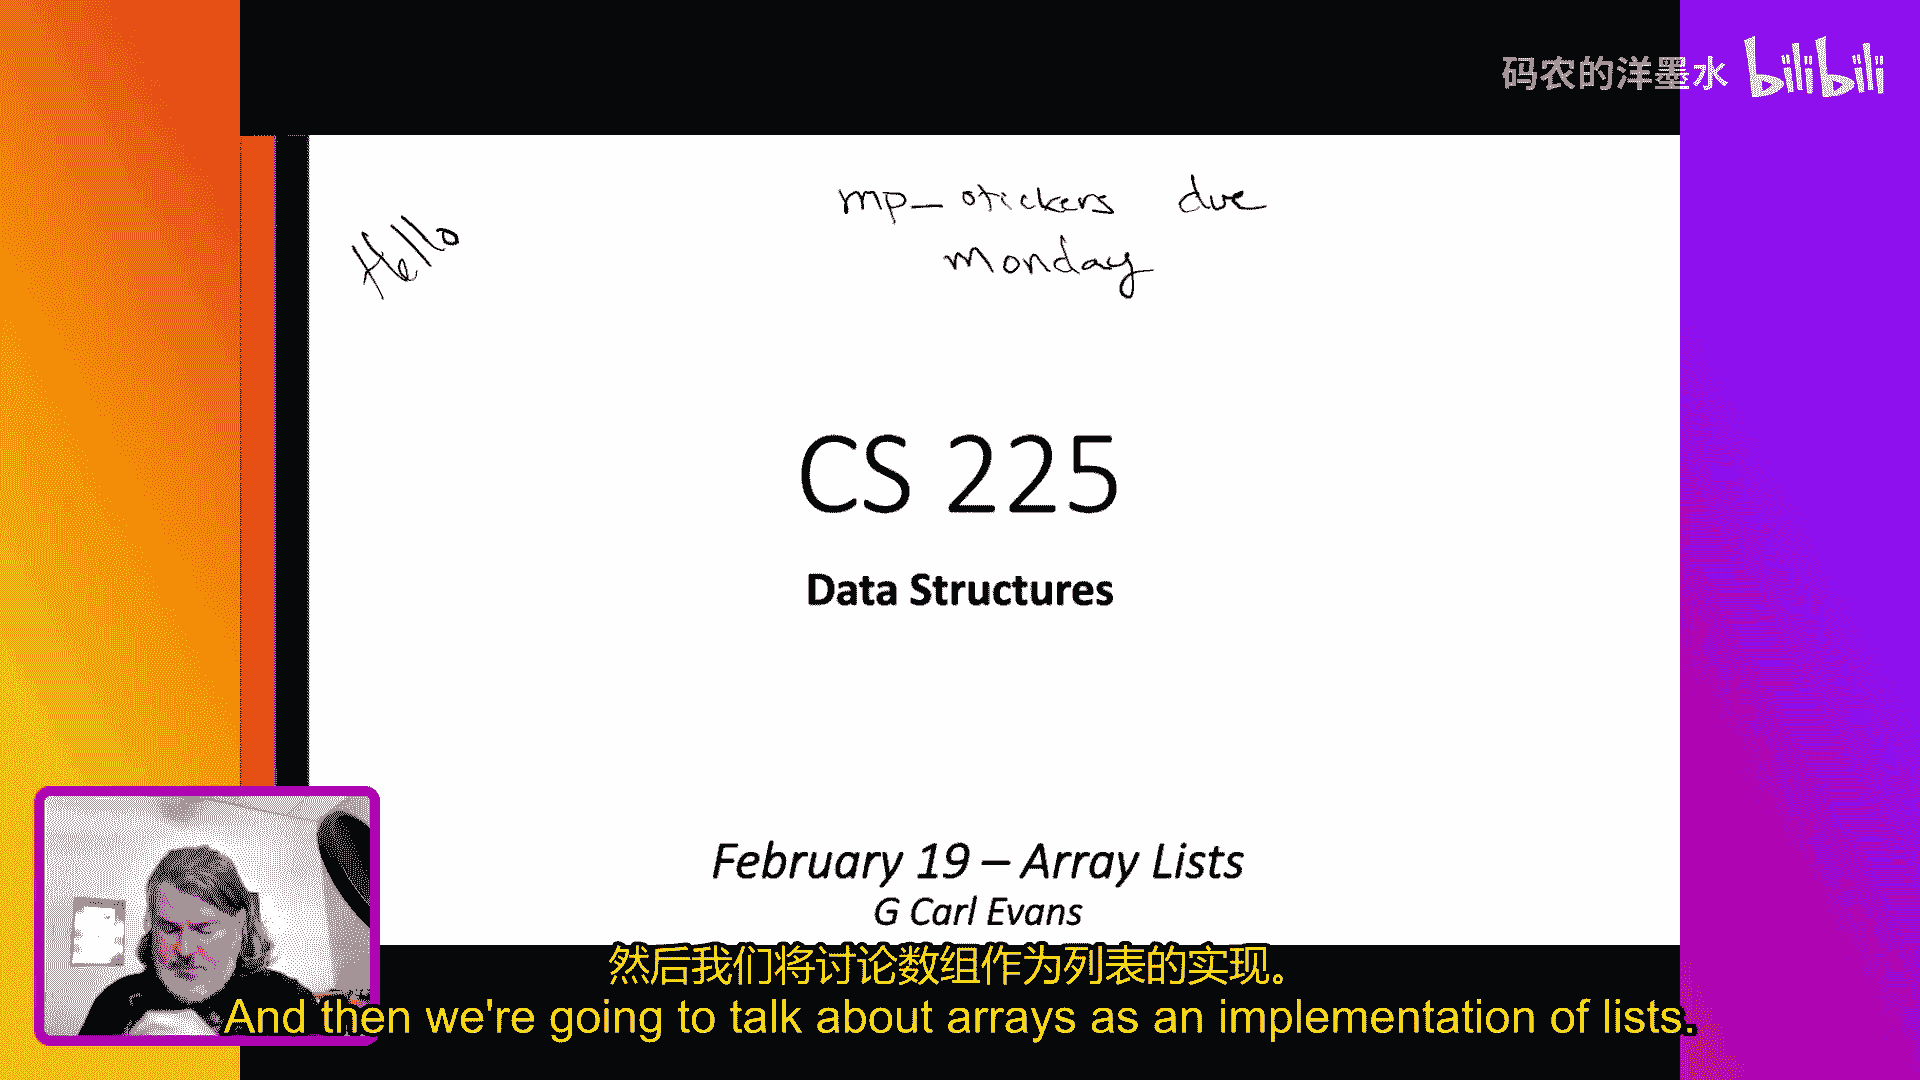 码农的洋墨水 bilibili
Hello
mp_stickers due
monday
CS 225
Data Structures
February 19 – Array Lists
G Carl Evans
然后我们将讨论数组作为列表的实现。
And then we're going to talk about arrays as an implementation of lists.